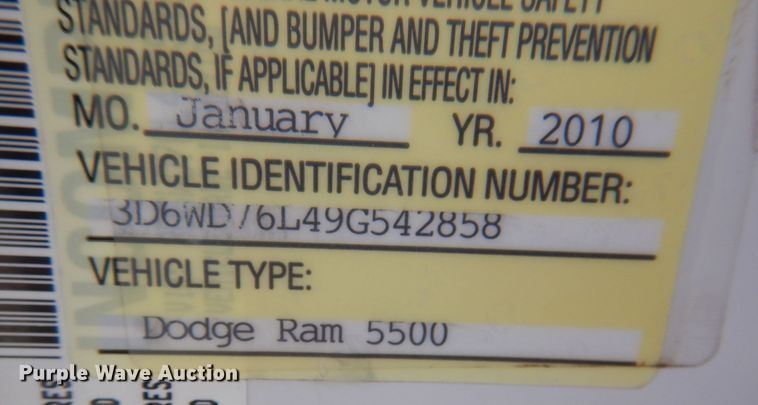 STANDARDS, [AND BUMPER AND THEFT PREVENTION
STANDARDS, IF APPLICABLE] IN EFFECT IN:
MO. January YR. 2010
VEHICLE IDENTIFICATION NUMBER:
3D6WD76L49G542858
VEHICLE TYPE:
Dodge Ram 5500
Purple Wave Auction